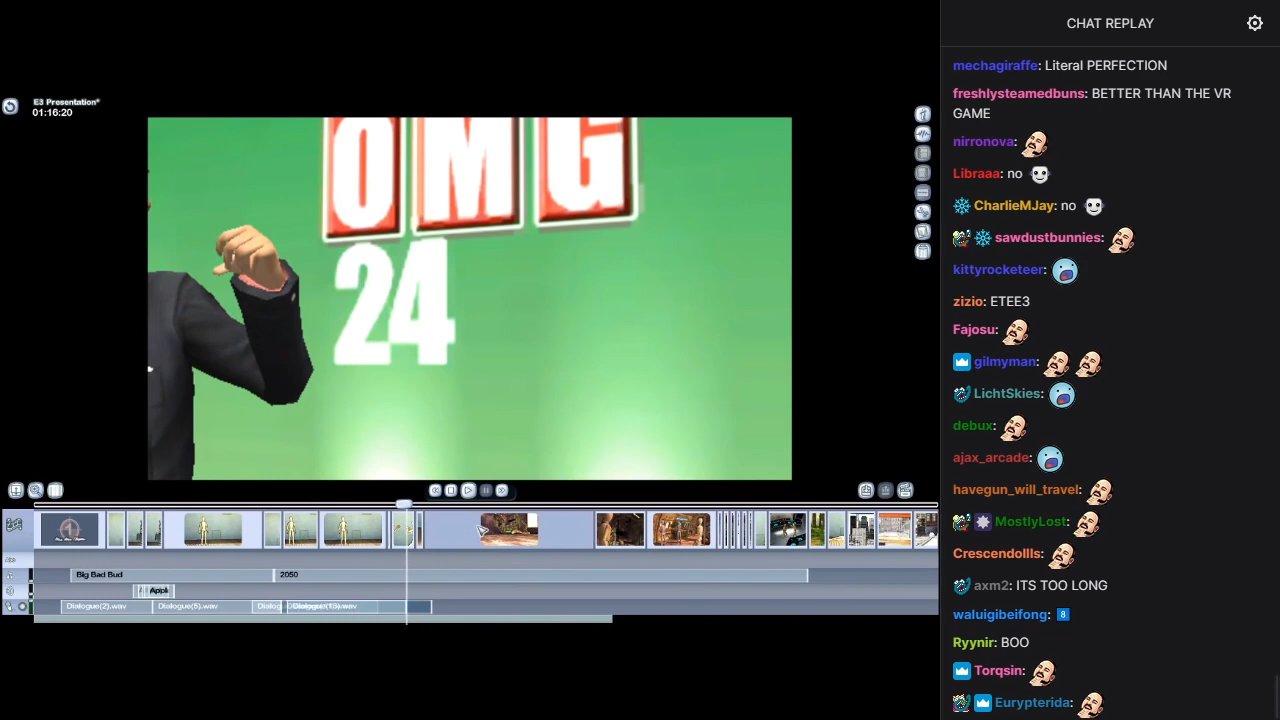 E3 Presentation*
01:16:20
OMG
24
Big Bad Bud
2050
Dialogue(2).wav
Dialogue(5).wav
CHAT REPLAY
mechagiraffe: Literal PERFECTION
freshlysteamedbuns: BETTER THAN THE VR
GAME
nirronova:
Libraaa: no
CharlieMJay: no
sawdustbunnies:
kittyrocketeer:
zizio: ETEE3
Fajosu:
gilmyman:
LichtSkies:
debux:
ajax_arcade:
havegun_will_travel:
MostlyLost:
Crescendollls:
axm2: ITS TOO LONG
waluigibeifong: 8
Ryynir: BOO
Torqsin:
Eurypterida: